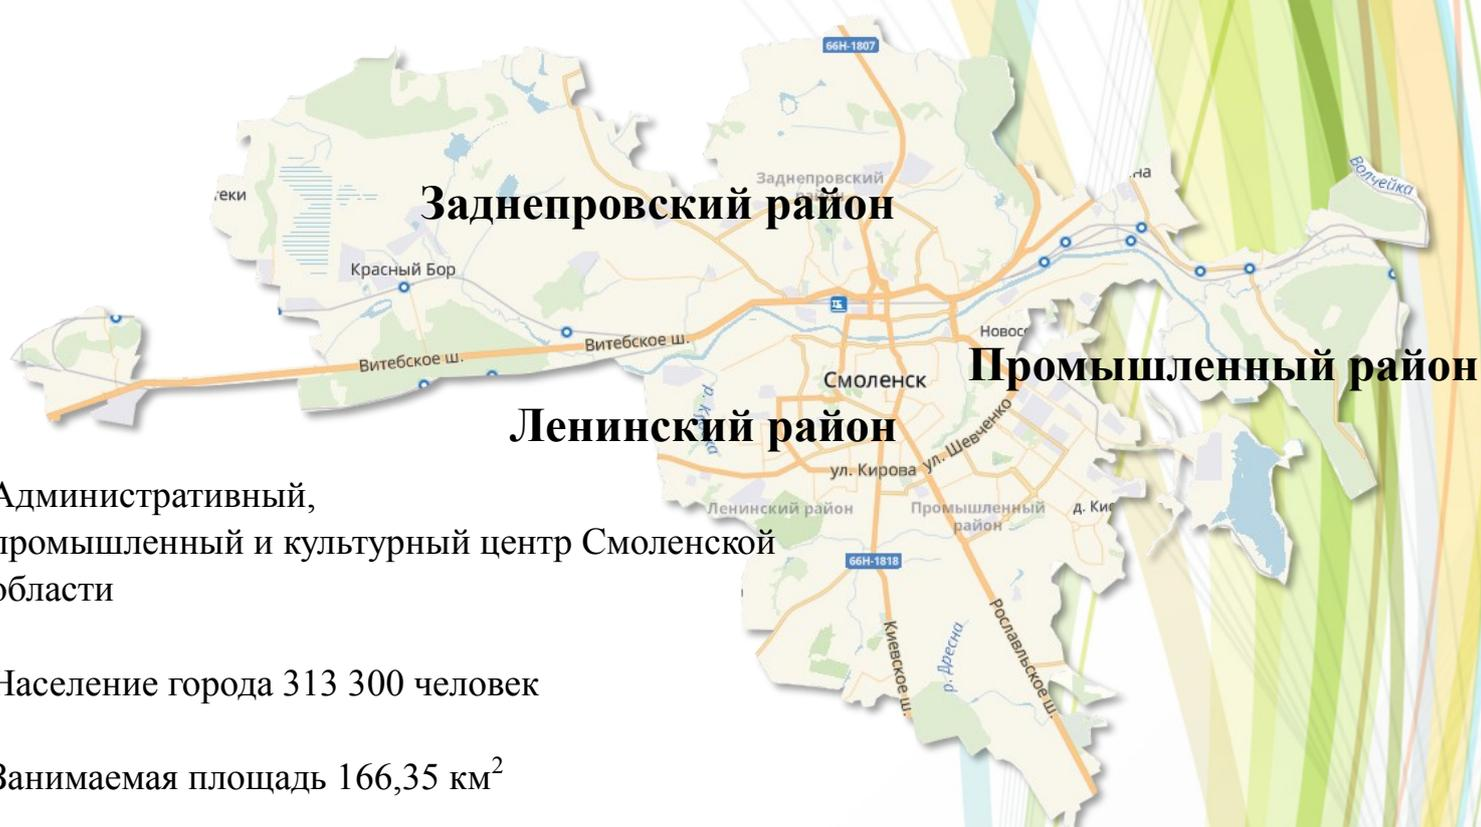 66Н-1807
Волчейка
Заднепровский
район
Заднепровский район
Красный Бор
Витебское ш.
Витебское ш.
Смоленск
Промышленный район
Ленинский район
ул. Шевченко
ул. Кирова
Ленинский район
Промышленный
район
66Н-1818
Киевское ш.
р. Дресна
Рославльское ш.
Административный,
промышленный и культурный центр Смоленской
области
Население города 313 300 человек
Занимаемая площадь 166,35 км²